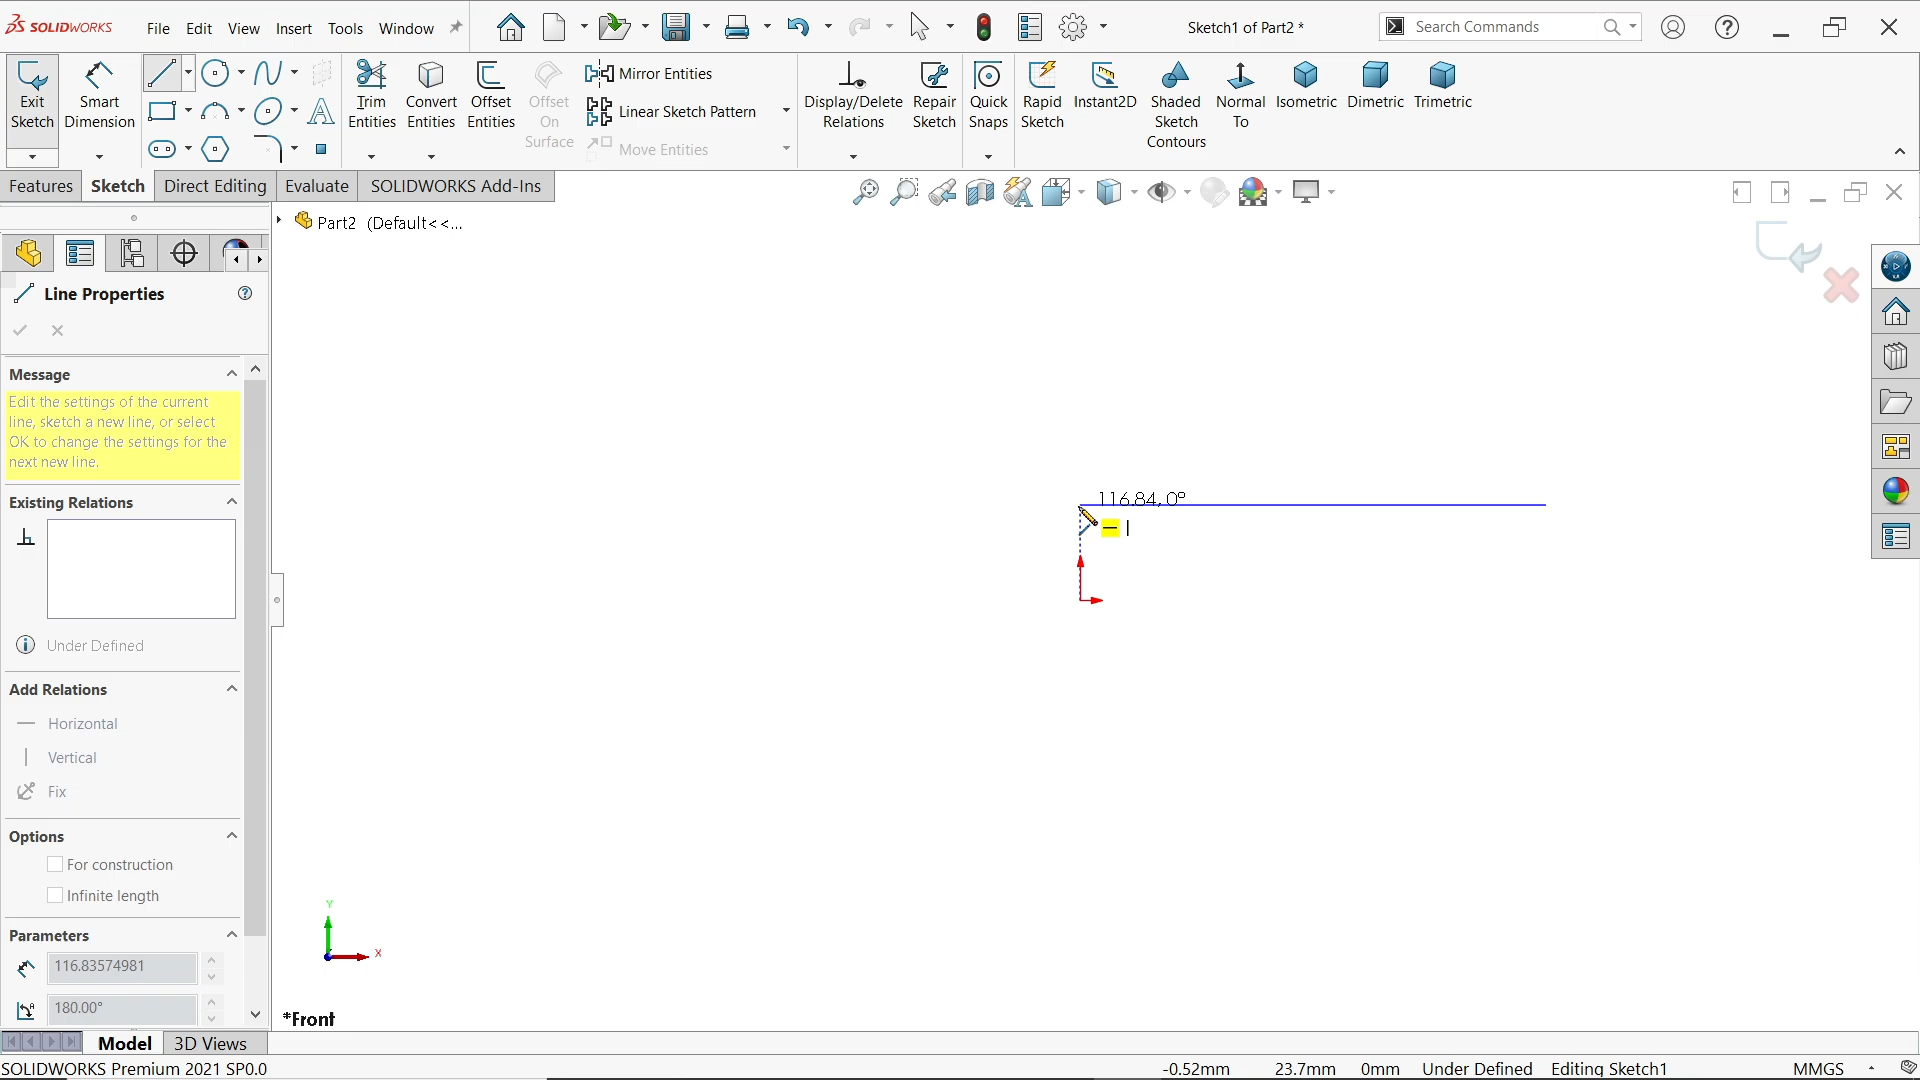 SOLIDWORKS
File Edit View Insert Tools Window
Sketch1 of Part2 *
Search Commands
Exit Sketch
Smart Dimension
Trim Entities
Convert Entities
Offset Entities
Offset On Surface
Mirror Entities
Linear Sketch Pattern
Move Entities
Display/Delete Relations
Repair Sketch
Quick Snaps
Rapid Sketch
Instant2D
Shaded Sketch Contours
Normal To
Isometric
Dimetric
Trimetric
Features Sketch Direct Editing Evaluate SOLIDWORKS Add-Ins
Part2 (Default<<...
Line Properties
Message
Edit the settings of the current
line, sketch a new line, or select
OK to change the settings for the
next new line.
Existing Relations
Under Defined
Add Relations
Horizontal
Vertical
Fix
Options
For construction
Infinite length
Parameters
116.83574981
180.00°
116.84, 0°
Y
X
*Front
Model 3D Views
SOLIDWORKS Premium 2021 SP0.0
-0.52mm 23.7mm 0mm Under Defined Editing Sketch1 MMGS